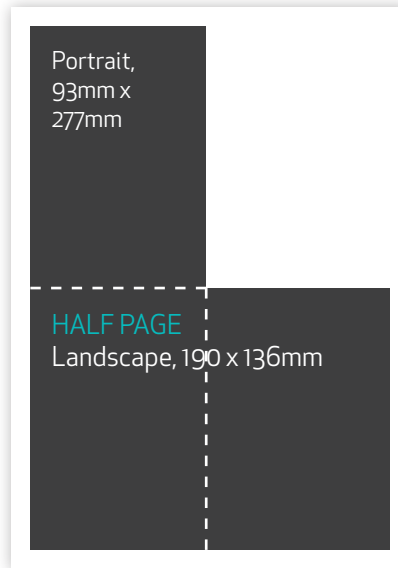 Portrait,
93mm x
277mm
HALF PAGE
Landscape, 190 x 136mm